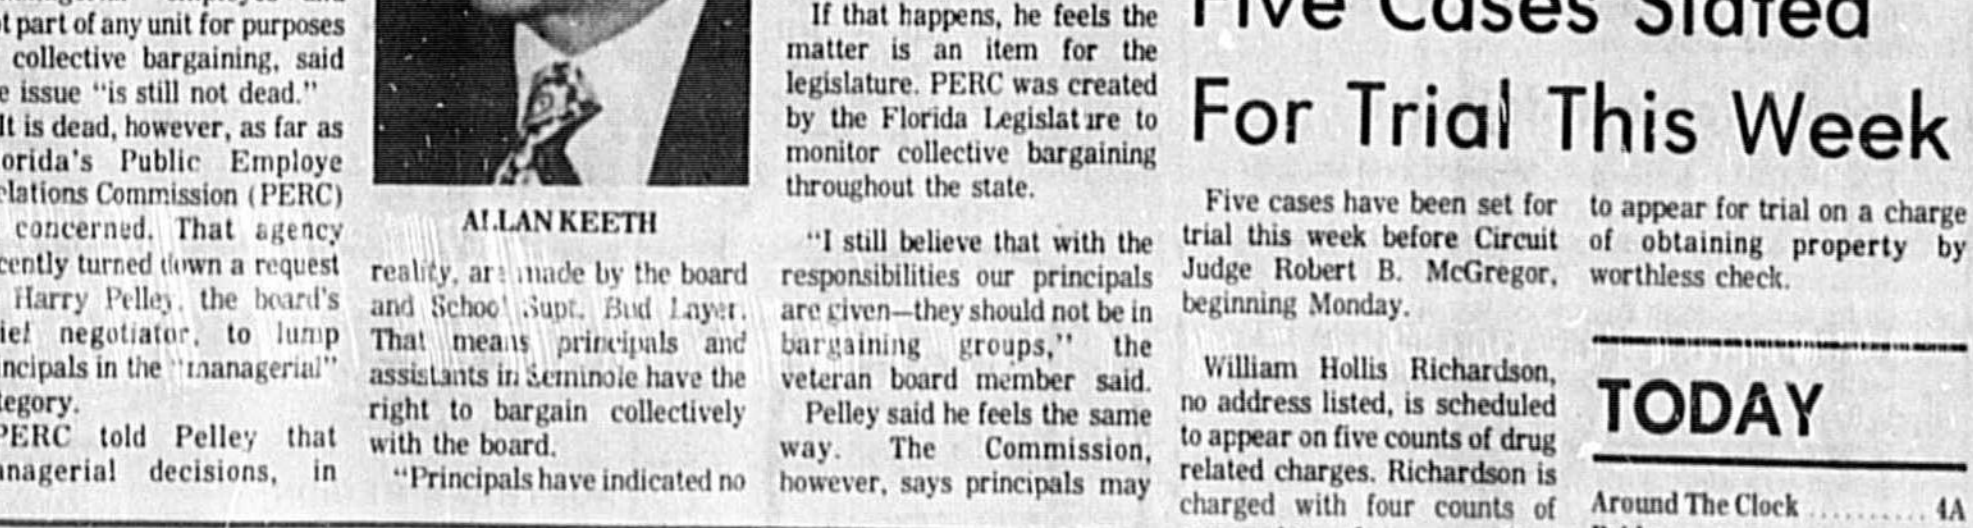 t part of any unit for purposes
collective bargaining, said
e issue "is still not dead."
It is dead, however, as far as
orida's Public Employe
lations Commission (PERC)
concerned. That agency
cently turned down a request
Harry Pelley, the board's
ief negotiator, to lump
ncipals in the "managerial"
tegory.
PERC told Pelley that
anagerial decisions, in
ALLAN KEETH
reality, are made by the board
and School Supt. Bud Layer.
That means principals and
assistants in Seminole have the
right to bargain collectively
with the board.
"Principals have indicated no
If that happens, he feels the
matter is an item for the
legislature. PERC was created
by the Florida Legislature to
monitor collective bargaining
throughout the state.
"I still believe that with the
responsibilities our principals
are given—they should not be in
bargaining groups," the
veteran board member said.
Pelley said he feels the same
way. The Commission,
however, says principals may
Five Cases Slated
For Trial This Week
Five cases have been set for
trial this week before Circuit
Judge Robert B. McGregor,
beginning Monday.
William Hollis Richardson,
no address listed, is scheduled
to appear on five counts of drug
related charges. Richardson is
charged with four counts of
to appear for trial on a charge
of obtaining property by
worthless check.
TODAY
Around The Clock .......... 4A